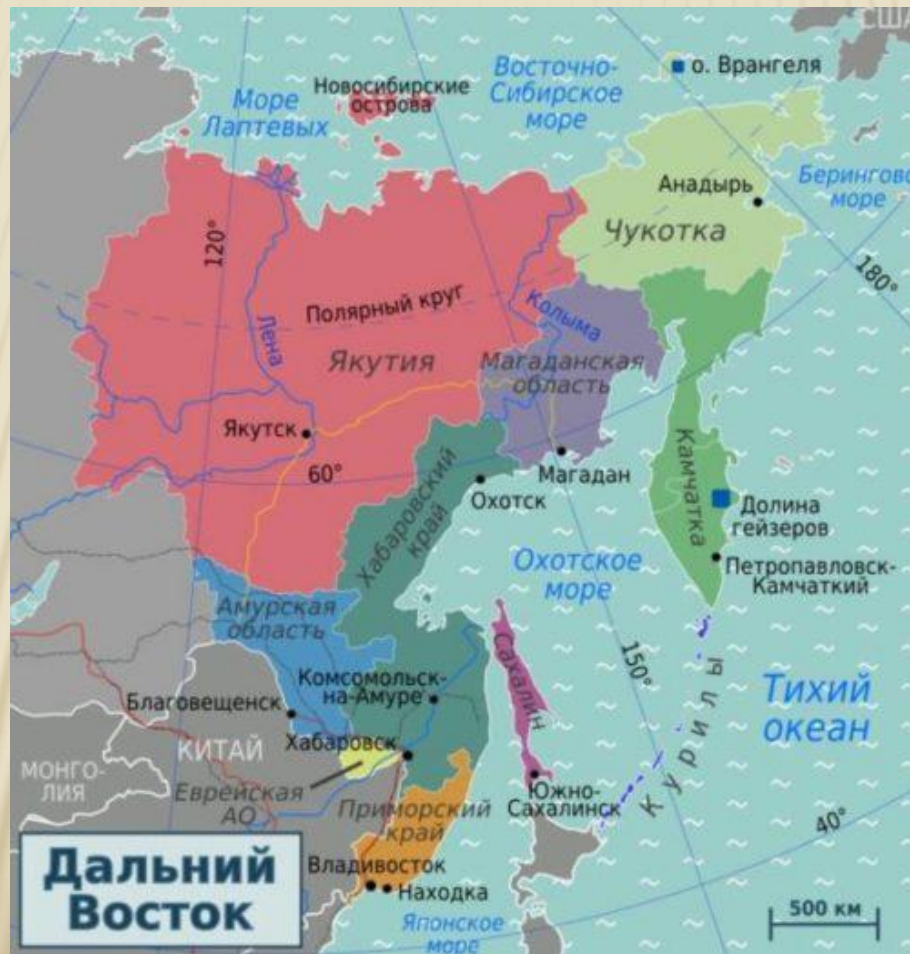 США
о. Врангеля
Восточно-
Сибирское
море
Новосибирские
острова
Море
Лаптевых
Берингово
море
Анадырь
Чукотка
180°
120°
Полярный круг
Колыма
Лена
Якутия
Магаданская
область
Якутск
60°
Магадан
Охотск
Камчатка
Долина
гейзеров
Хабаровский
край
Охотское
море
Петропавловск-
Камчаткий
Амурская
область
Сахалин
150°
Комсомольск-
на-Амуре
Тихий
океан
Благовещенск
КИТАЙ
Хабаровск
МОНГО-
ЛИЯ
Еврейская
АО
Южно-
Сахалинск
Курилы
Приморский
край
40°
Дальний
Восток
Владивосток
Находка
Японское
море
500 км